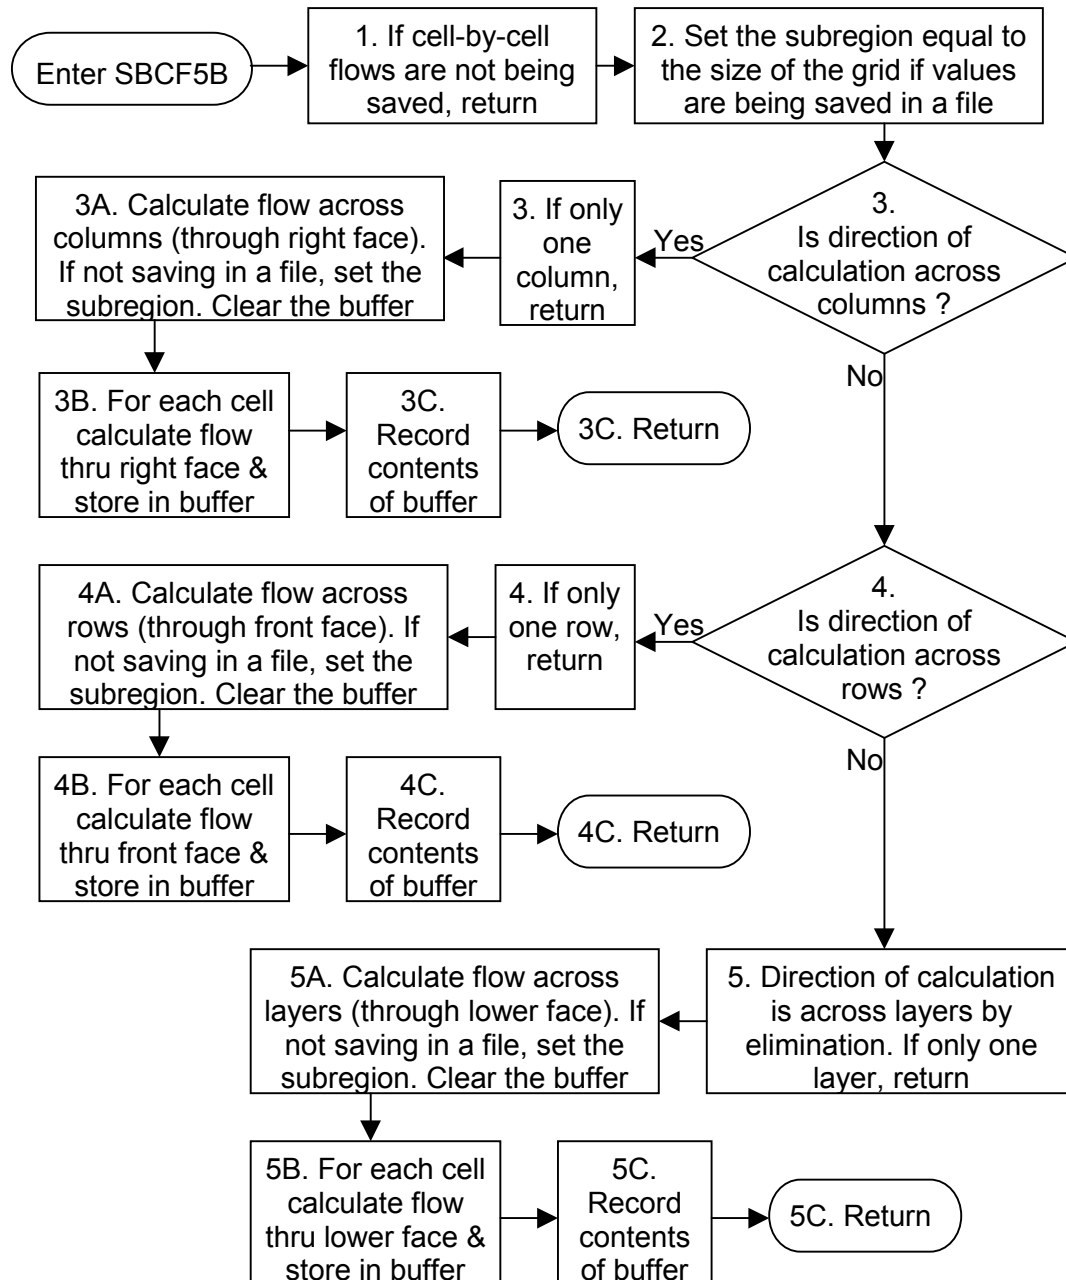 Enter SBCF5B
1. If cell-by-cell
flows are not being
saved, return
2. Set the subregion equal to
the size of the grid if values
are being saved in a file
3.
Is direction of
calculation across
columns ?
Yes
No
3. If only
one
column,
return
3A. Calculate flow across
columns (through right face).
If not saving in a file, set the
subregion. Clear the buffer
3B. For each cell
calculate flow
thru right face &
store in buffer
3C.
Record
contents
of buffer
3C. Return
4.
Is direction of
calculation across
rows ?
Yes
No
4. If only
one row,
return
4A. Calculate flow across
rows (through front face). If
not saving in a file, set the
subregion. Clear the buffer
4B. For each cell
calculate flow
thru front face &
store in buffer
4C.
Record
contents
of buffer
4C. Return
5. Direction of calculation
is across layers by
elimination. If only one
layer, return
5A. Calculate flow across
layers (through lower face). If
not saving in a file, set the
subregion. Clear the buffer
5B. For each cell
calculate flow
thru lower face &
store in buffer
5C.
Record
contents
of buffer
5C. Return